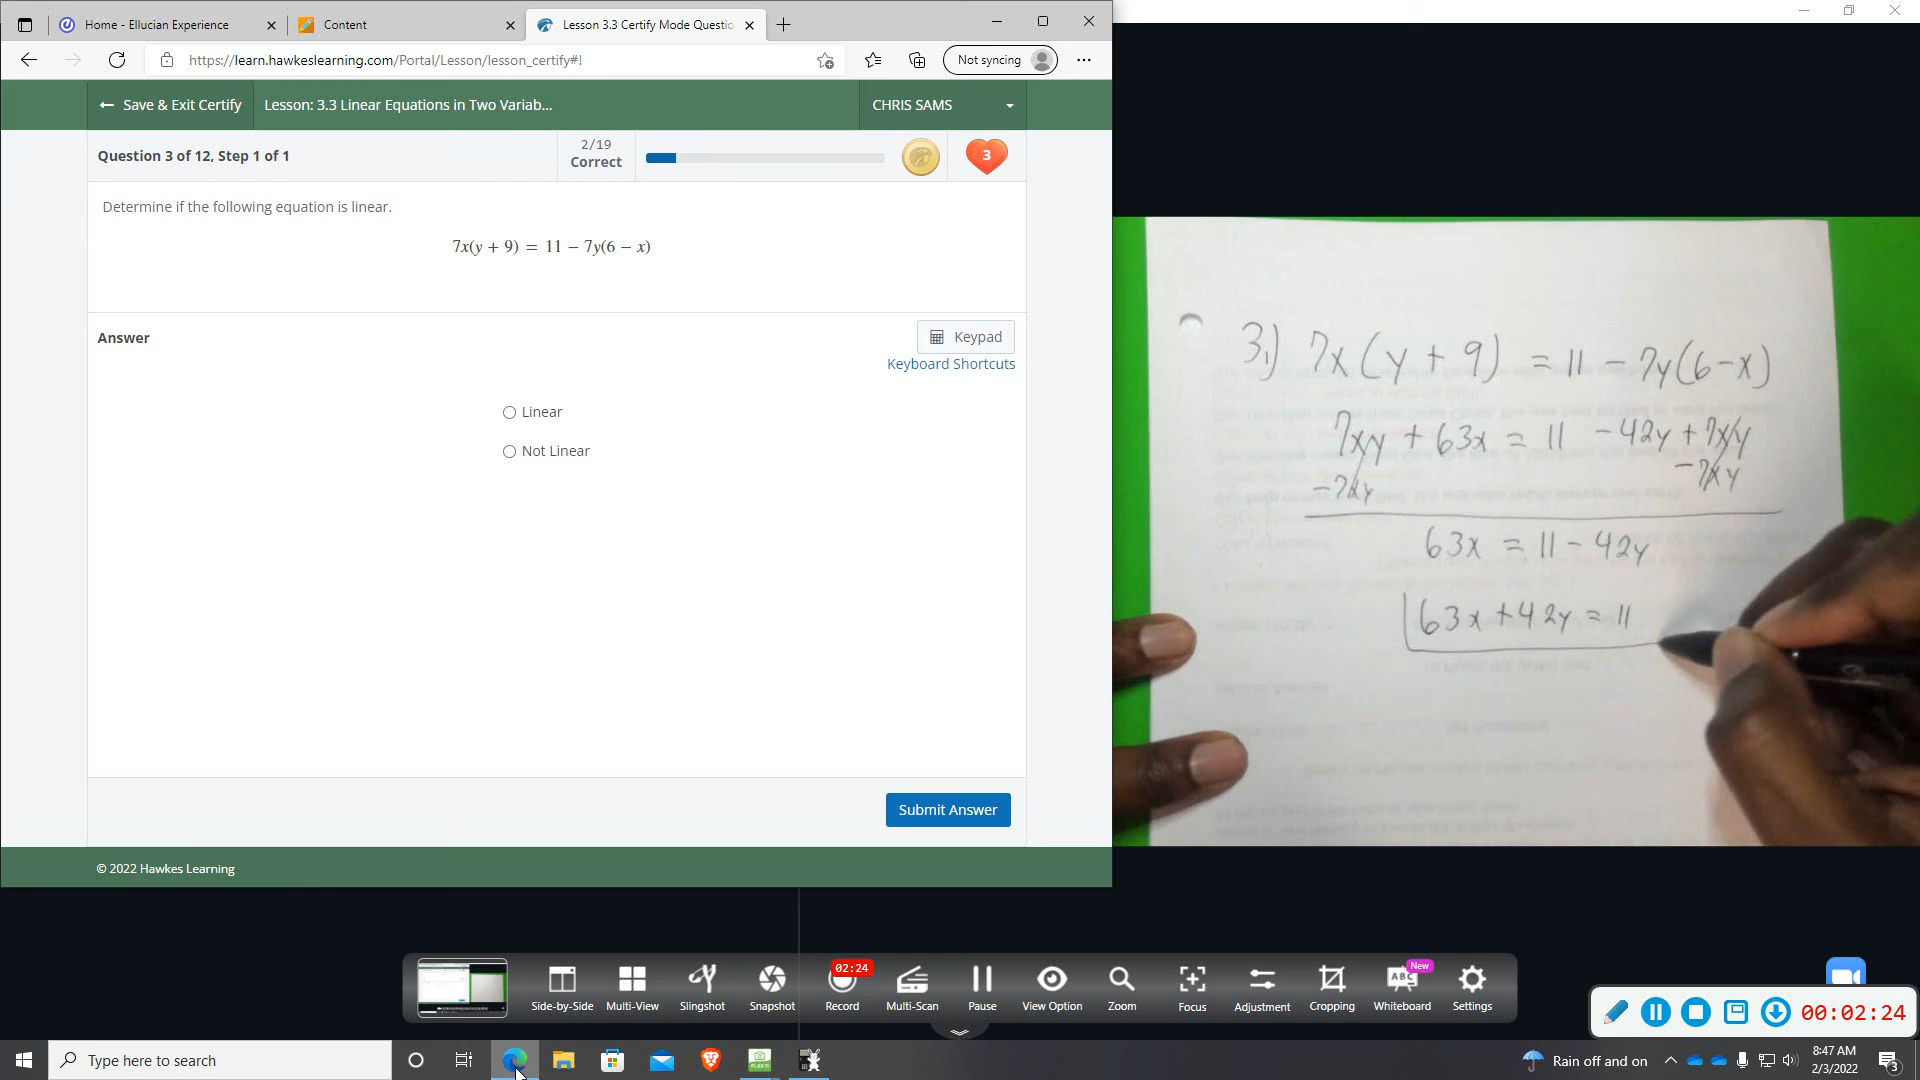 Home - Ellucian Experience
Content
Lesson 3.3 Certify Mode Questio
https://learn.hawkeslearning.com/Portal/Lesson/lesson_certify#!
Not syncing
Save & Exit Certify
Lesson: 3.3 Linear Equations in Two Variab...
CHRIS SAMS
Question 3 of 12, Step 1 of 1
2/19
Correct
3
Determine if the following equation is linear.
7x(y + 9) = 11 − 7y(6 − x)
Answer
Keypad
Keyboard Shortcuts
Linear
Not Linear
Submit Answer
© 2022 Hawkes Learning
3.) 7x(y + 9) = 11 − 7y(6−x)
7xy + 63x = 11 − 42y + 7xy
−7xy −7xy
63x = 11 − 42y
63x + 42y = 11
02:24
New
ABC
Side-by-Side
Multi-View
Slingshot
Snapshot
Record
Multi-Scan
Pause
View Option
Zoom
Focus
Adjustment
Cropping
Whiteboard
Settings
00:02:24
Type here to search
Rain off and on
8:47 AM
2/3/2022
3